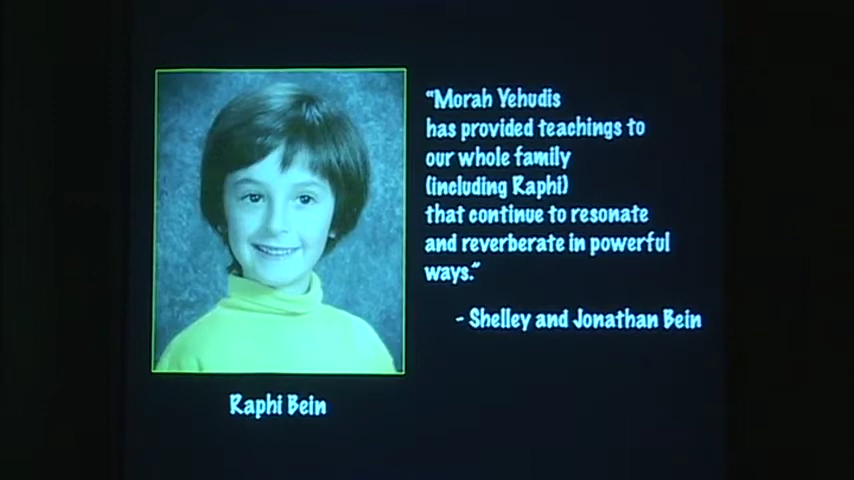 “Morah Yehudis
has provided teachings to
our whole family
(including Raphi)
that continue to resonate
and reverberate in powerful
ways.”
- Shelley and Jonathan Bein
Raphi Bein